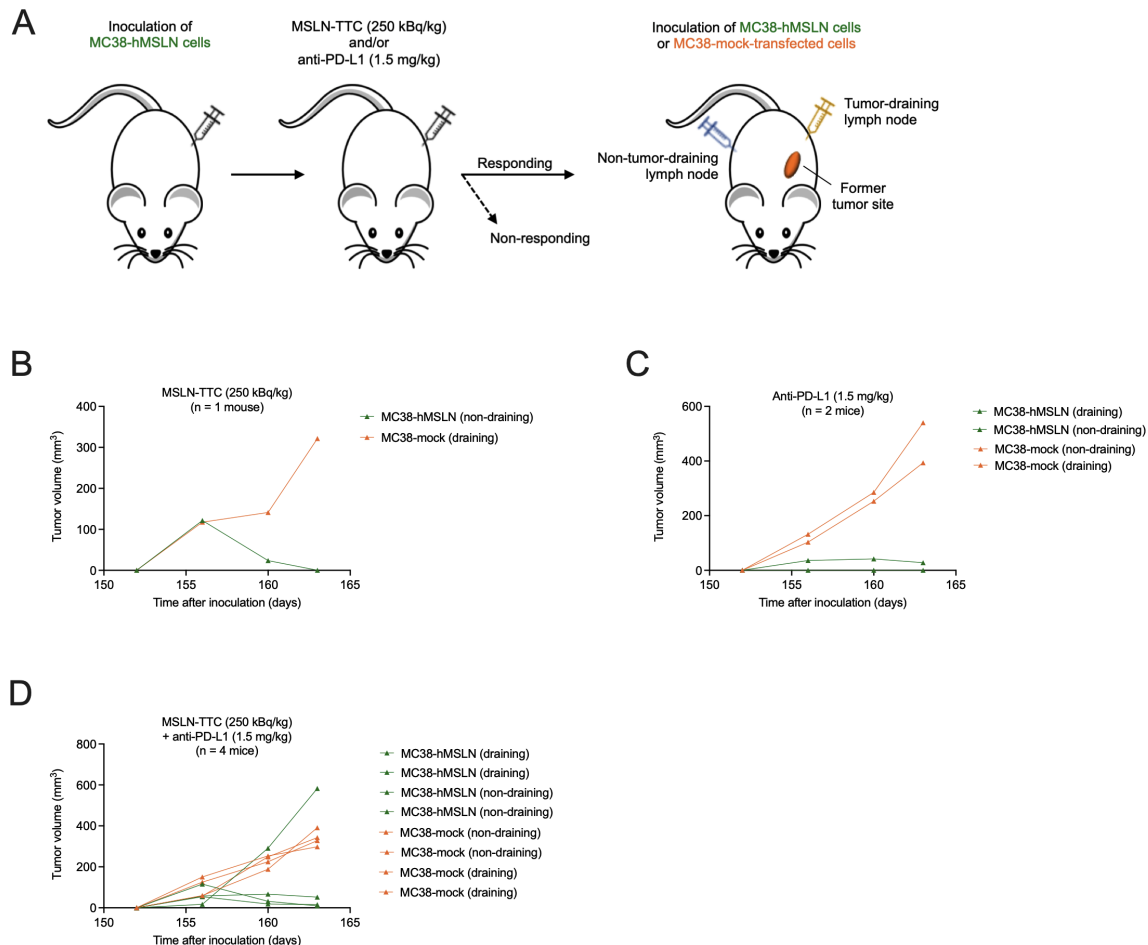 A
Inoculation of
MC38-hMSLN cells
MSLN-TTC (250 kBq/kg)
and/or
anti-PD-L1 (1.5 mg/kg)
Inoculation of MC38-hMSLN cells
or MC38-mock-transfected cells
Responding
Non-responding
Non-tumor-draining
lymph node
Tumor-draining
lymph node
Former
tumor site
B
MSLN-TTC (250 kBq/kg)
(n = 1 mouse)
Tumor volume (mm³)
400
300
200
100
0
150
155
160
165
Time after inoculation (days)
MC38-hMSLN (non-draining)
MC38-mock (draining)
C
Anti-PD-L1 (1.5 mg/kg)
(n = 2 mice)
Tumor volume (mm³)
600
400
200
0
150
155
160
165
Time after inoculation (days)
MC38-hMSLN (draining)
MC38-hMSLN (non-draining)
MC38-mock (non-draining)
MC38-mock (draining)
D
MSLN-TTC (250 kBq/kg)
+ anti-PD-L1 (1.5 mg/kg)
(n = 4 mice)
Tumor volume (mm³)
800
600
400
200
0
150
155
160
165
Time after inoculation (days)
MC38-hMSLN (draining)
MC38-hMSLN (draining)
MC38-hMSLN (non-draining)
MC38-hMSLN (non-draining)
MC38-mock (non-draining)
MC38-mock (non-draining)
MC38-mock (draining)
MC38-mock (draining)